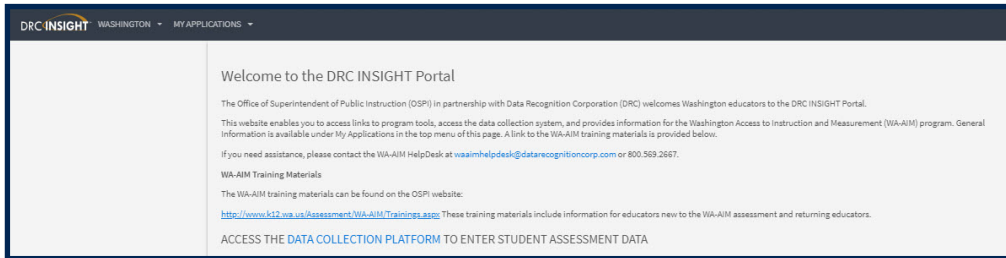 DRC INSIGHT WASHINGTON MY APPLICATIONS
Welcome to the DRC INSIGHT Portal
The Office of Superintendent of Public Instruction (OSPI) in partnership with Data Recognition Corporation (DRC) welcomes Washington educators to the DRC INSIGHT Portal.
This website enables you to access links to program tools, access the data collection system, and provides information for the Washington Access to Instruction and Measurement (WA-AIM) program. General
Information is available under My Applications in the top menu of this page. A link to the WA-AIM training materials is provided below.
If you need assistance, please contact the WA-AIM HelpDesk at waaimhelpdesk@datarecognitioncorp.com or 800.569.2667.
WA-AIM Training Materials
The WA-AIM training materials can be found on the OSPI website:
http://www.k12.wa.us/Assessment/WA-AIM/Trainings.aspx These training materials include information for educators new to the WA-AIM assessment and returning educators.
ACCESS THE DATA COLLECTION PLATFORM TO ENTER STUDENT ASSESSMENT DATA